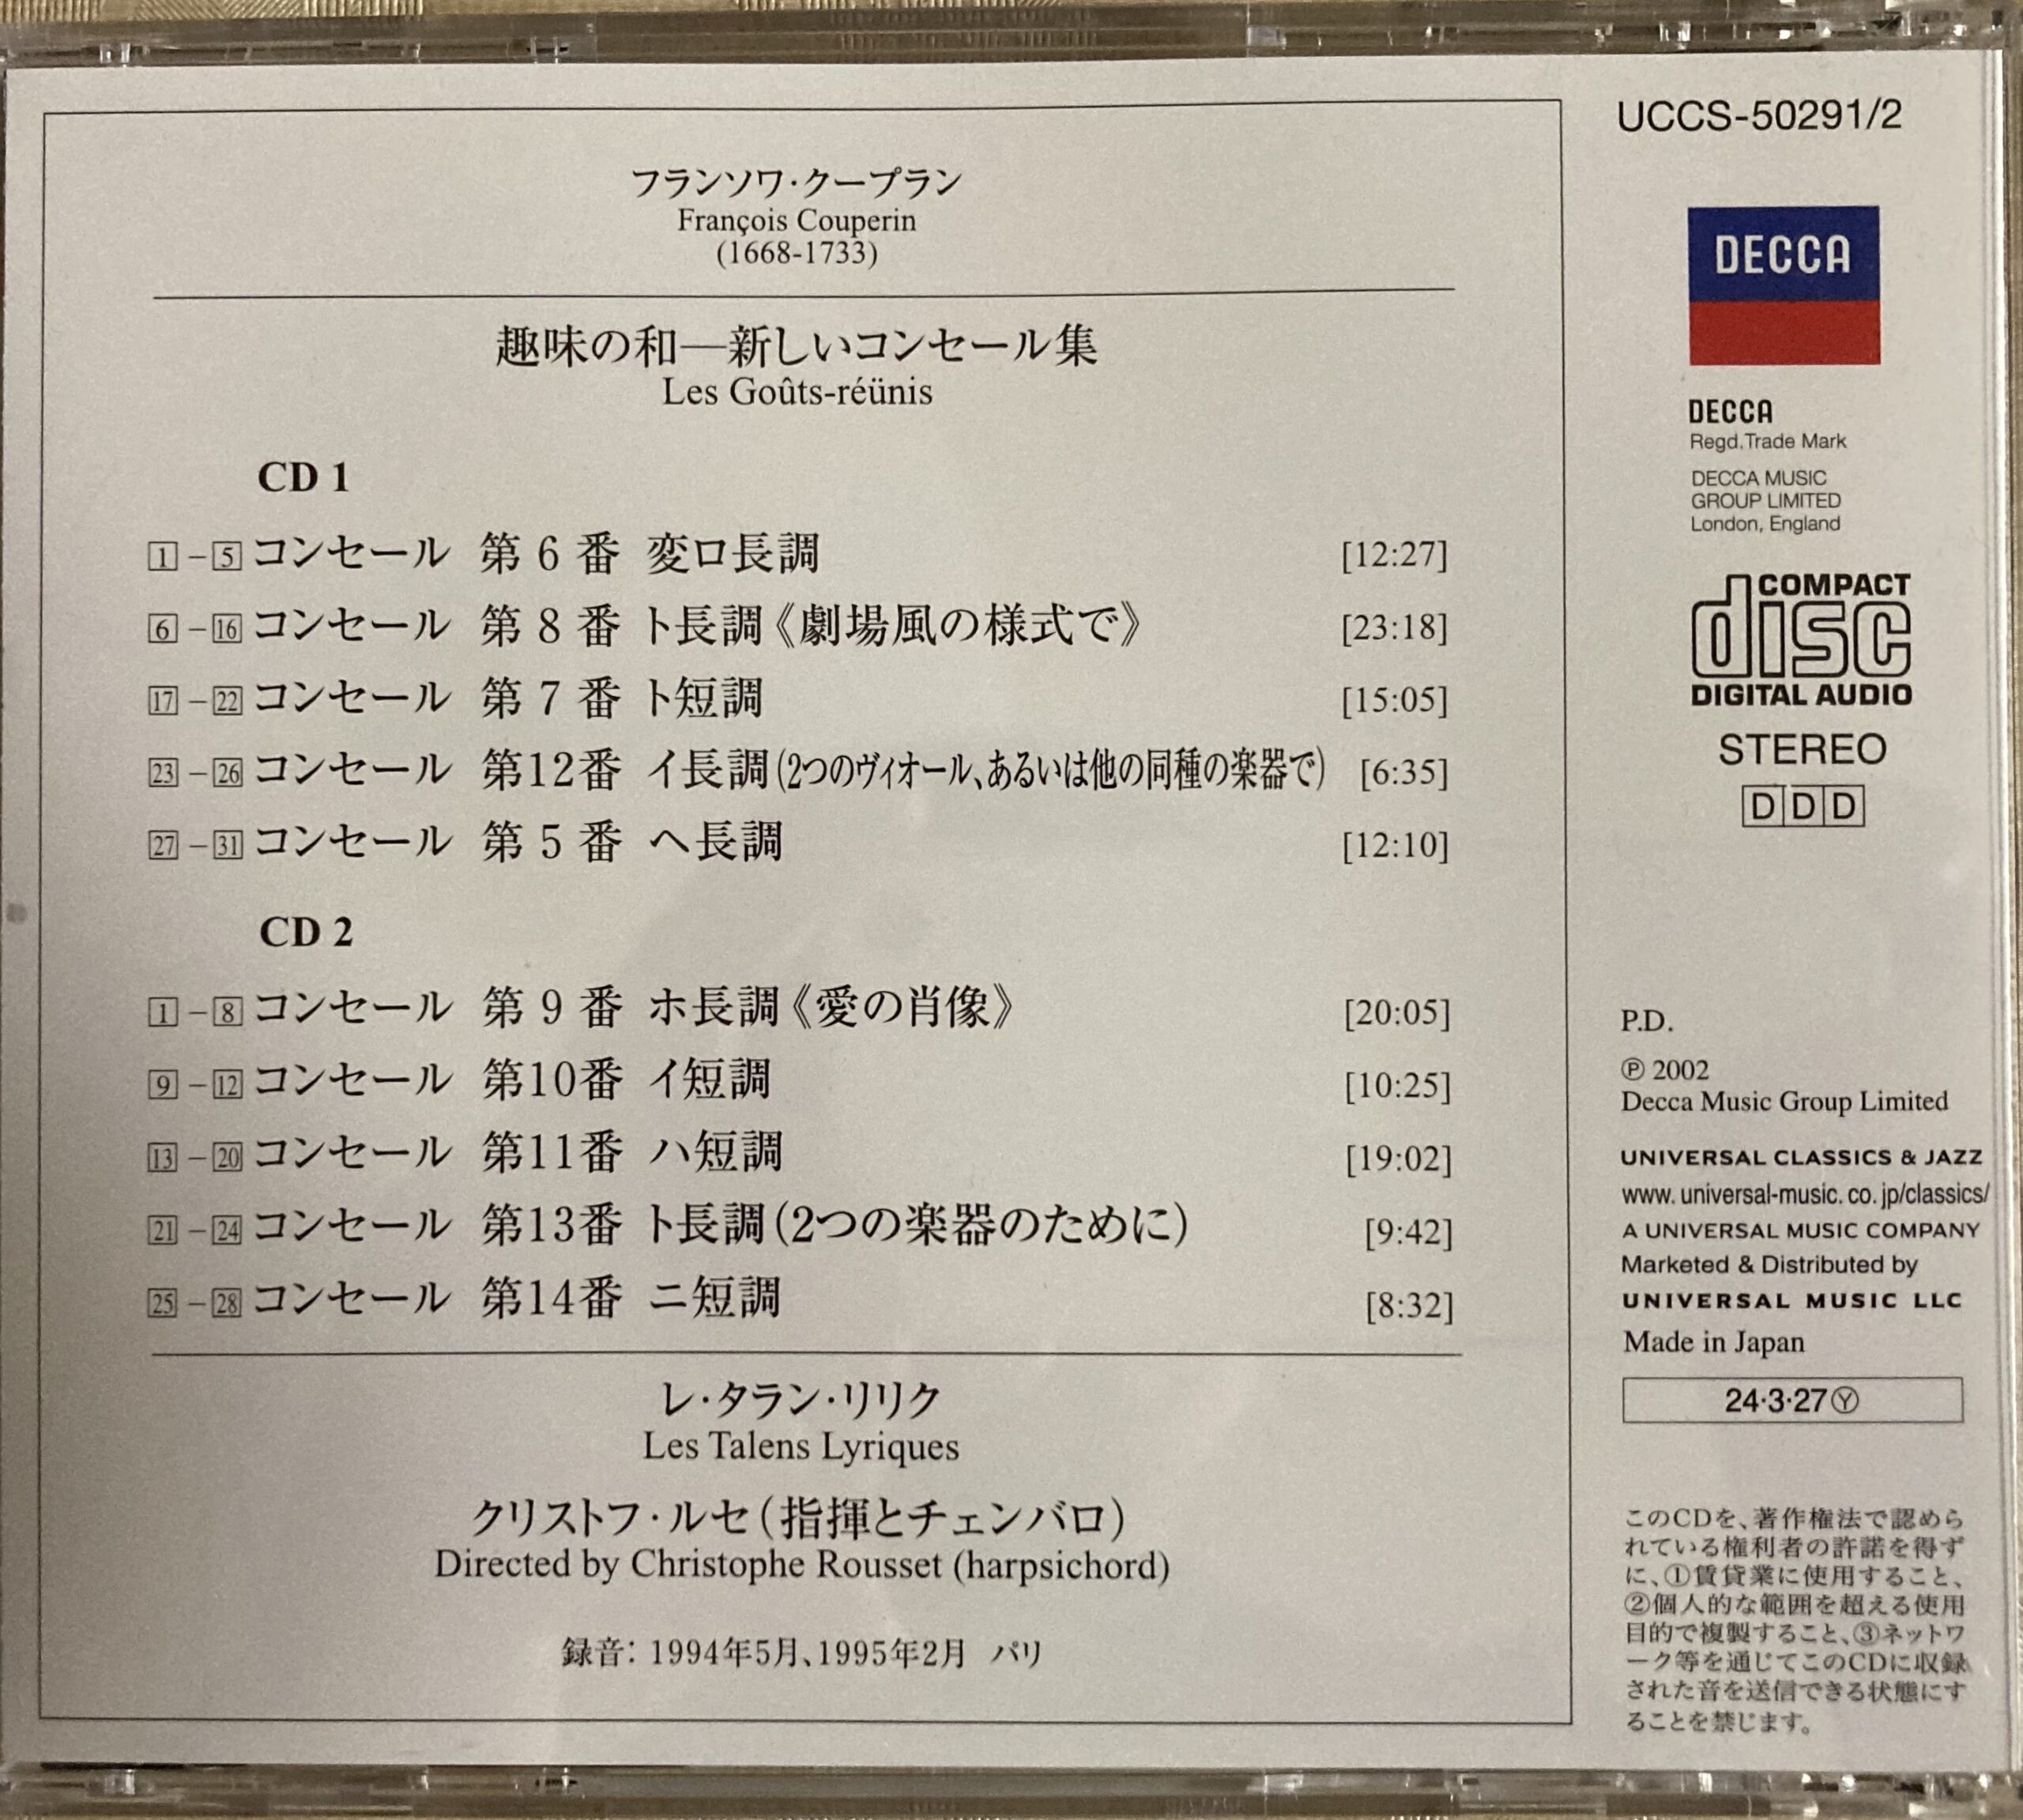 フランソワ・クープラン
François Couperin
(1668-1733)
趣味の和―新しいコンセール集
Les Goûts-réünis
CD 1
1－5 コンセール 第6番 変ロ長調 [12:27]
6－16 コンセール 第8番 ト長調《劇場風の様式で》 [23:18]
17－22 コンセール 第7番 ト短調 [15:05]
23－26 コンセール 第12番 イ長調(2つのヴィオール、あるいは他の同種の楽器で) [6:35]
27－31 コンセール 第5番 ヘ長調 [12:10]
CD 2
1－8 コンセール 第9番 ホ長調《愛の肖像》 [20:05]
9－12 コンセール 第10番 イ短調 [10:25]
13－20 コンセール 第11番 ハ短調 [19:02]
21－24 コンセール 第13番 ト長調(2つの楽器のために) [9:42]
25－28 コンセール 第14番 ニ短調 [8:32]
レ・タラン・リリク
Les Talens Lyriques
クリストフ・ルセ(指揮とチェンバロ)
Directed by Christophe Rousset (harpsichord)
録音: 1994年5月、1995年2月 パリ
UCCS-50291/2
DECCA
DECCA
Regd.Trade Mark
DECCA MUSIC
GROUP LIMITED
London, England
COMPACT
disc
DIGITAL AUDIO
STEREO
DDD
P.D.
℗ 2002
Decca Music Group Limited
UNIVERSAL CLASSICS & JAZZ
www.universal-music.co.jp/classics/
A UNIVERSAL MUSIC COMPANY
Marketed & Distributed by
UNIVERSAL MUSIC LLC
Made in Japan
24·3·27Ⓨ
このCDを、著作権法で認めら
れている権利者の許諾を得ず
に、①賃貸業に使用すること、
②個人的な範囲を超える使用
目的で複製すること、③ネットワ
ーク等を通じてこのCDに収録
された音を送信できる状態にす
ることを禁じます。